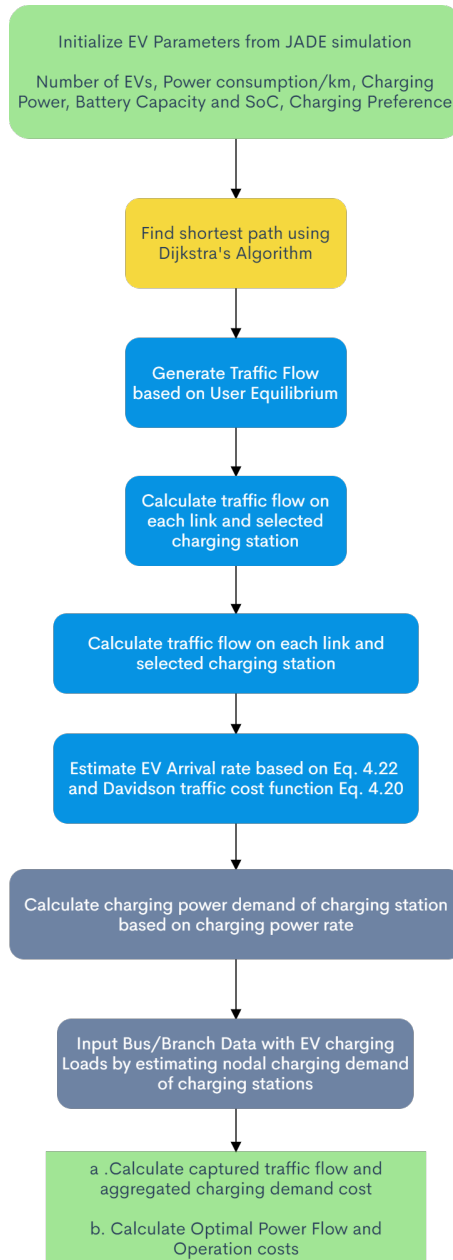 Initialize EV Parameters from JADE simulation
Number of EVs, Power consumption/km, Charging
Power, Battery Capacity and SoC, Charging Preference
Find shortest path using
Dijkstra's Algorithm
Generate Traffic Flow
based on User Equilibrium
Calculate traffic flow on
each link and selected
charging station
Calculate traffic flow on each link and
selected charging station
Estimate EV Arrival rate based on Eq. 4.22
and Davidson traffic cost function Eq. 4.20
Calculate charging power demand of charging station
based on charging power rate
Input Bus/Branch Data with EV charging
Loads by estimating nodal charging demand
of charging stations
a .Calculate captured traffic flow and
aggregated charging demand cost
b. Calculate Optimal Power Flow and
Operation costs